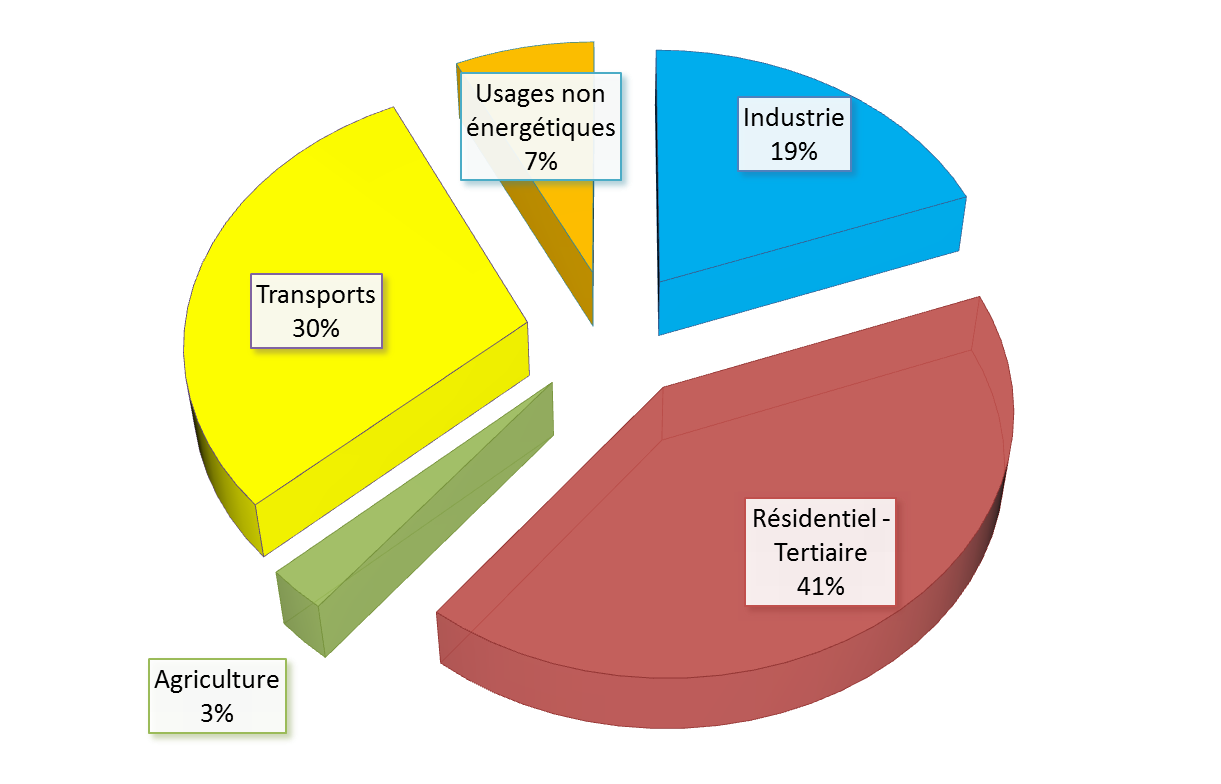 Usages non
énergétiques
7%
Industrie
19%
Transports
30%
Résidentiel -
Tertiaire
41%
Agriculture
3%